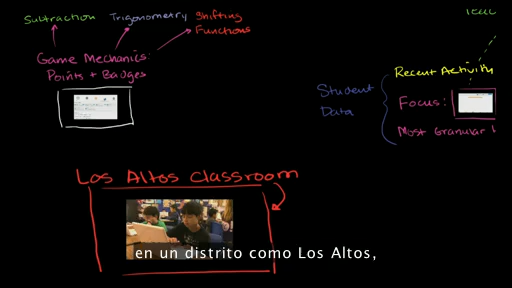 Subtraction
Trigonometry
Shifting
Functions
Game Mechanics:
Points + Badges
Student
Data
Recent Activity
Focus:
Most Granular
Los Altos Classroom
en un distrito como Los Altos,